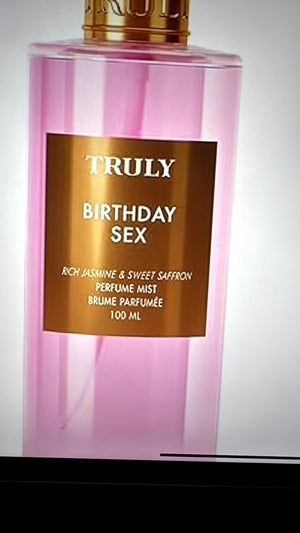 TRULY
BIRTHDAY
SEX
RICH JASMINE & SWEET SAFFRON
PERFUME MIST
BRUME PARFUMÉE
100 ML